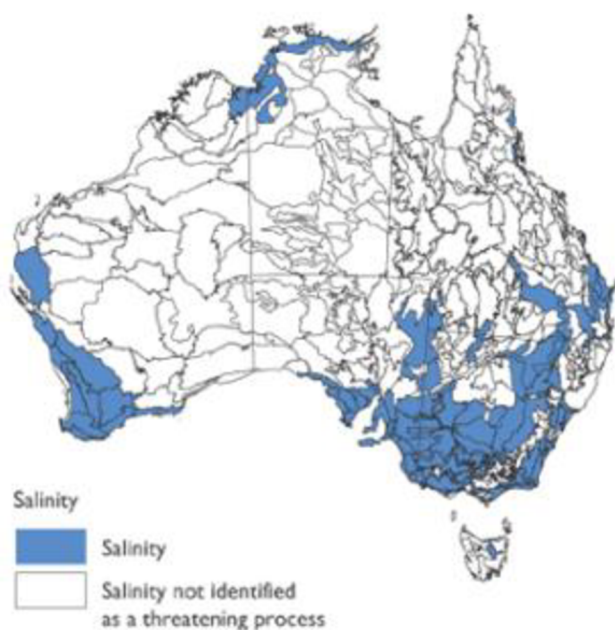 Salinity
Salinity
Salinity not identified
as a threatening process